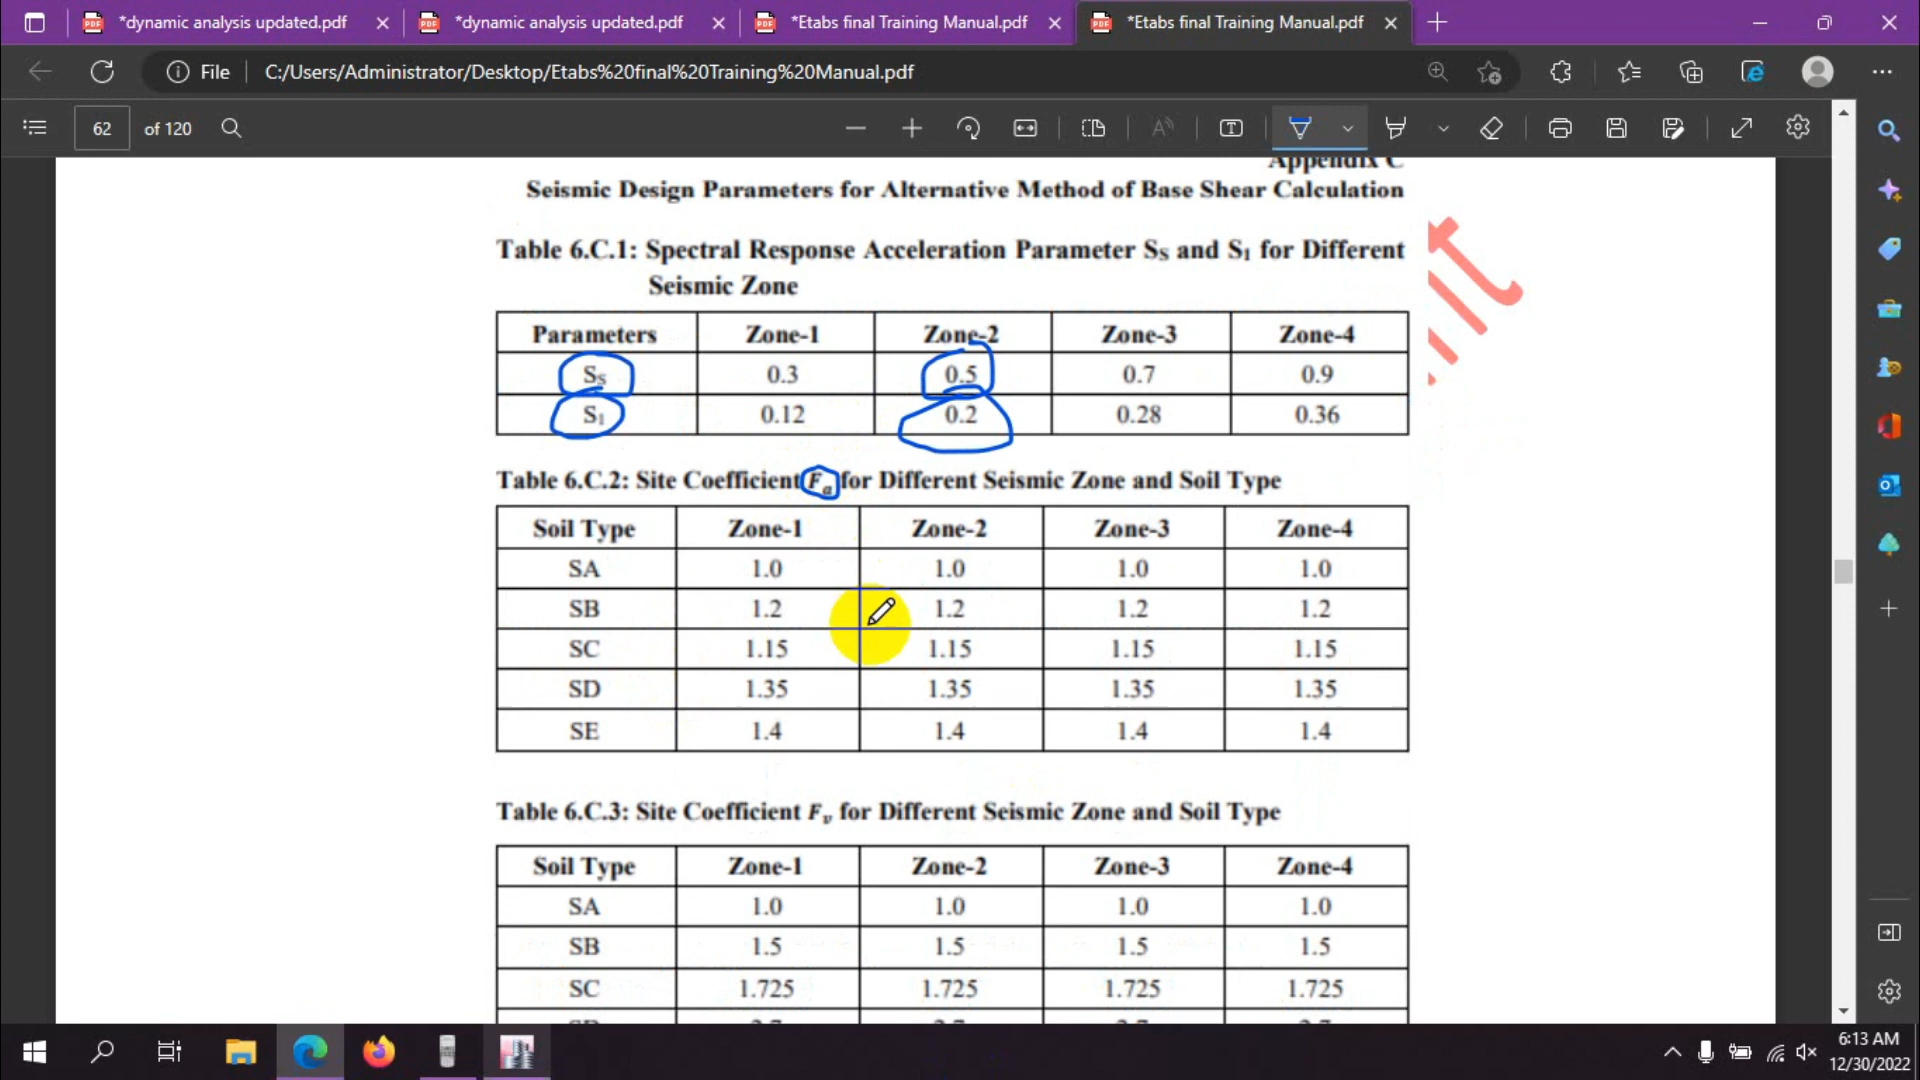 *dynamic analysis updated.pdf
*dynamic analysis updated.pdf
*Etabs final Training Manual.pdf
*Etabs final Training Manual.pdf
File
C:/Users/Administrator/Desktop/Etabs%20final%20Training%20Manual.pdf
62 of 120
Appendix C
Seismic Design Parameters for Alternative Method of Base Shear Calculation
Table 6.C.1: Spectral Response Acceleration Parameter SS and S1 for Different
Seismic Zone
Parameters Zone-1 Zone-2 Zone-3 Zone-4
SS 0.3 0.5 0.7 0.9
S1 0.12 0.2 0.28 0.36
Table 6.C.2: Site Coefficient Fa for Different Seismic Zone and Soil Type
Soil Type Zone-1 Zone-2 Zone-3 Zone-4
SA 1.0 1.0 1.0 1.0
SB 1.2 1.2 1.2 1.2
SC 1.15 1.15 1.15 1.15
SD 1.35 1.35 1.35 1.35
SE 1.4 1.4 1.4 1.4
Table 6.C.3: Site Coefficient Fv for Different Seismic Zone and Soil Type
Soil Type Zone-1 Zone-2 Zone-3 Zone-4
SA 1.0 1.0 1.0 1.0
SB 1.5 1.5 1.5 1.5
SC 1.725 1.725 1.725 1.725
6:13 AM
12/30/2022